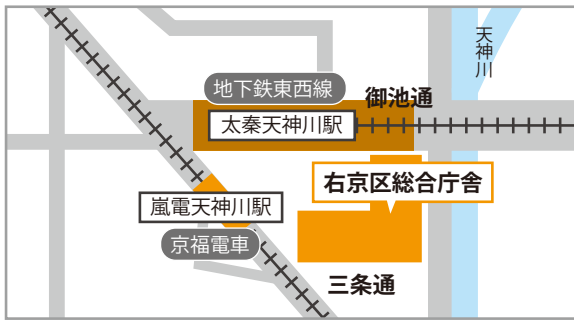 天神川
地下鉄東西線
御池通
太秦天神川駅
右京区総合庁舎
嵐電天神川駅
京福電車
三条通